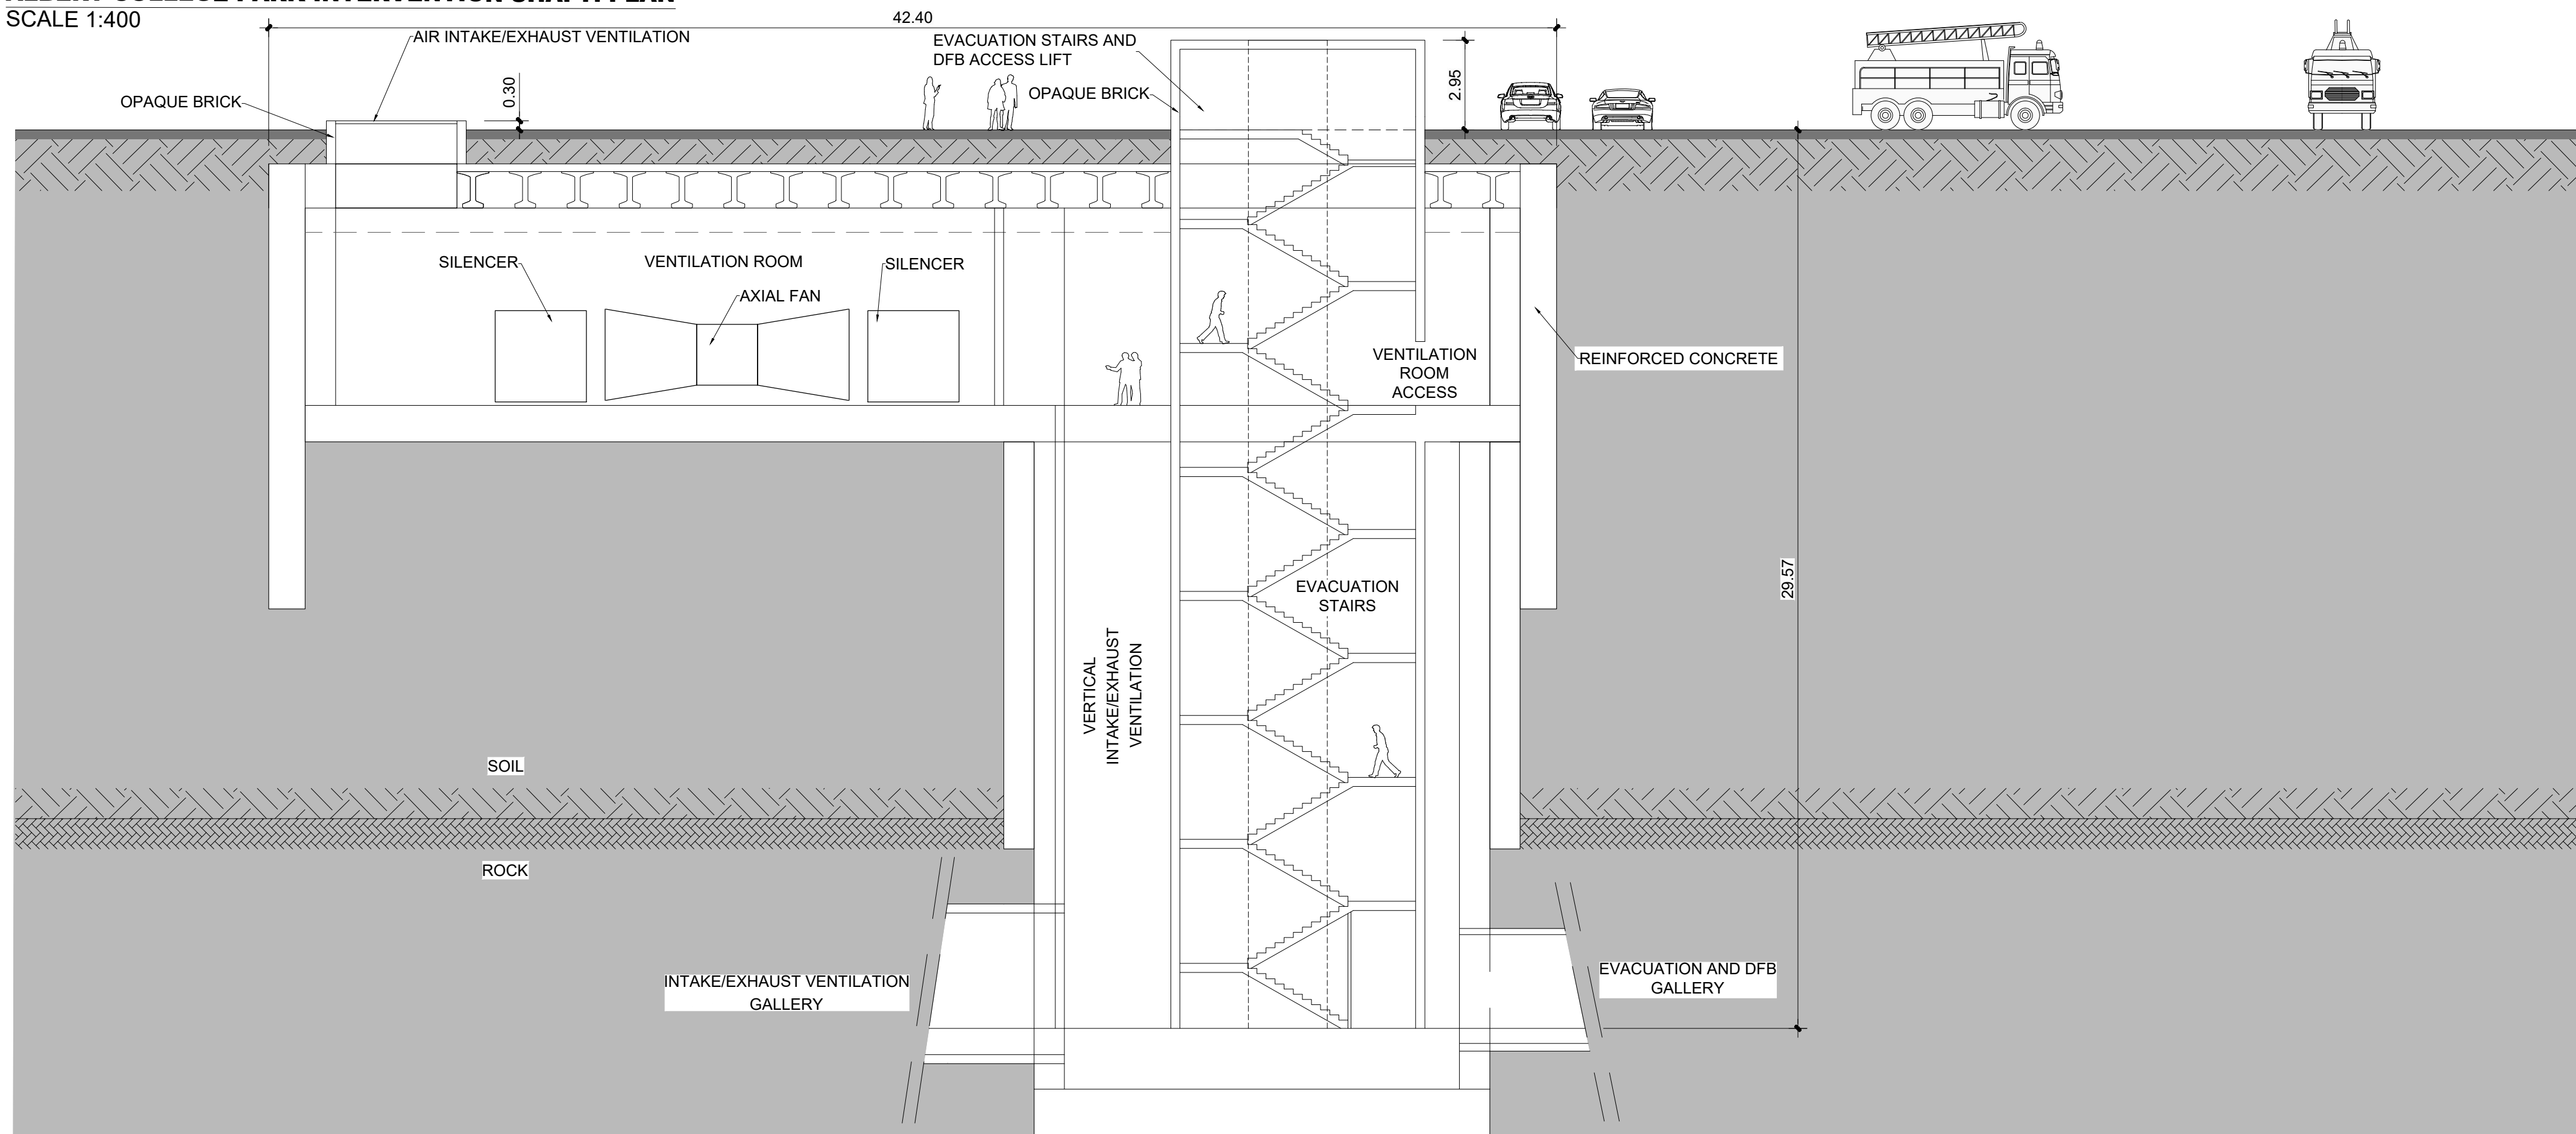 SCALE 1:400
42.40
AIR INTAKE/EXHAUST VENTILATION
EVACUATION STAIRS AND
DFB ACCESS LIFT
OPAQUE BRICK
0.30
OPAQUE BRICK
2.95
SILENCER
VENTILATION ROOM
SILENCER
AXIAL FAN
VENTILATION
ROOM
ACCESS
REINFORCED CONCRETE
EVACUATION
STAIRS
29.57
VERTICAL
INTAKE/EXHAUST
VENTILATION
SOIL
ROCK
INTAKE/EXHAUST VENTILATION
GALLERY
EVACUATION AND DFB
GALLERY